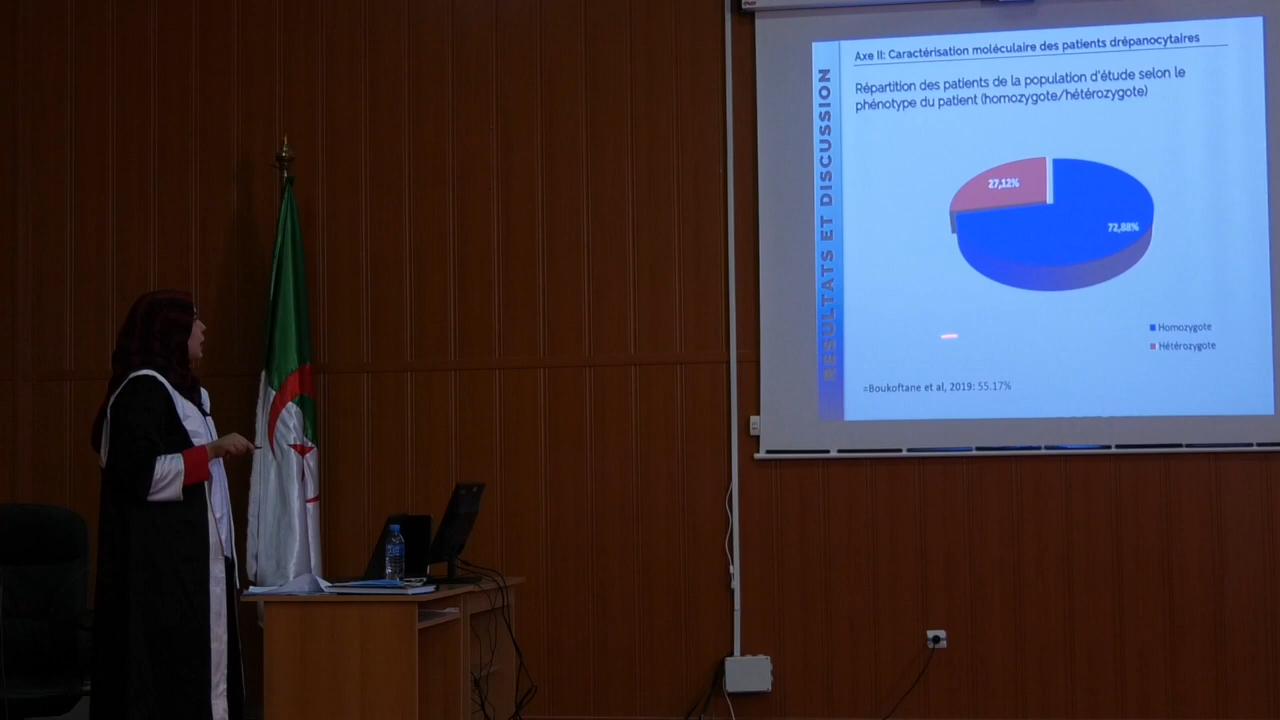 Axe II: Caractérisation moléculaire des patients drépanocytaires
RESULTATS ET DISCUSSION
Répartition des patients de la population d'étude selon le
phénotype du patient (homozygote/hétérozygote)
27,12%
72,88%
Homozygote
Hétérozygote
=Boukoftane et al, 2019: 55.17%